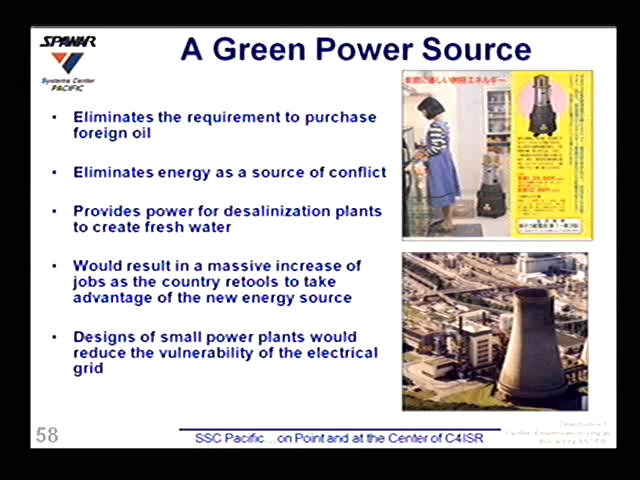 SPAWAR
Systems Center
PACIFIC
A Green Power Source
• Eliminates the requirement to purchase
foreign oil
• Eliminates energy as a source of conflict
• Provides power for desalinization plants
to create fresh water
• Would result in a massive increase of
jobs as the country retools to take
advantage of the new energy source
• Designs of small power plants would
reduce the vulnerability of the electrical
grid
58
SSC Pacific…on Point and at the Center of C4ISR